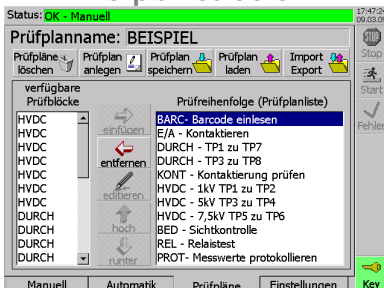 Status: OK - Manuell
17:47:24
09.03.09
Prüfplanname: BEISPIEL
Prüfpläne löschen
Prüfplan anlegen
Prüfplan speichern
Prüfplan laden
Import Export
Stop
Start
Fehler
verfügbare
Prüfblöcke
Prüfreihenfolge (Prüfplanliste)
HVDC
HVDC
HVDC
HVDC
HVDC
HVDC
HVDC
DURCH
DURCH
DURCH
DURCH
einfügen
entfernen
editieren
hoch
runter
BARC- Barcode einlesen
E/A - Kontaktieren
DURCH - TP1 zu TP7
DURCH - TP3 zu TP8
KONT - Kontaktierung prüfen
HVDC - 1kV TP1 zu TP2
HVDC - 5kV TP3 zu TP4
HVDC - 7,5kV TP5 zu TP6
BED - Sichtkontrolle
REL - Relaistest
PROT- Messwerte protokollieren
Manuell
Automatik
Prüfpläne
Einstellungen
Key